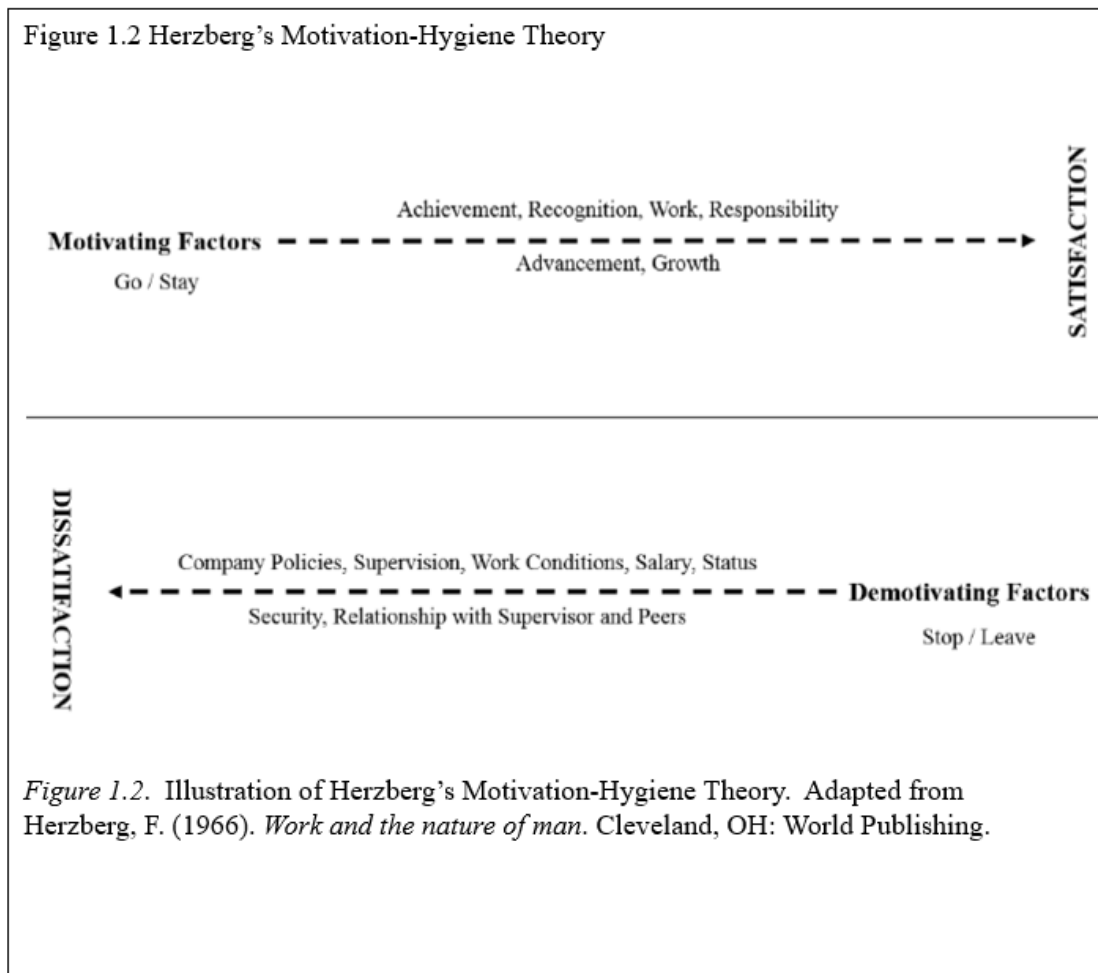 Figure 1.2 Herzberg’s Motivation-Hygiene Theory
Achievement, Recognition, Work, Responsibility
Motivating Factors
Advancement, Growth
Go / Stay
SATISFACTION
DISSATIFACTION
Company Policies, Supervision, Work Conditions, Salary, Status
Demotivating Factors
Security, Relationship with Supervisor and Peers
Stop / Leave
Figure 1.2.  Illustration of Herzberg’s Motivation-Hygiene Theory.  Adapted from
Herzberg, F. (1966). Work and the nature of man. Cleveland, OH: World Publishing.